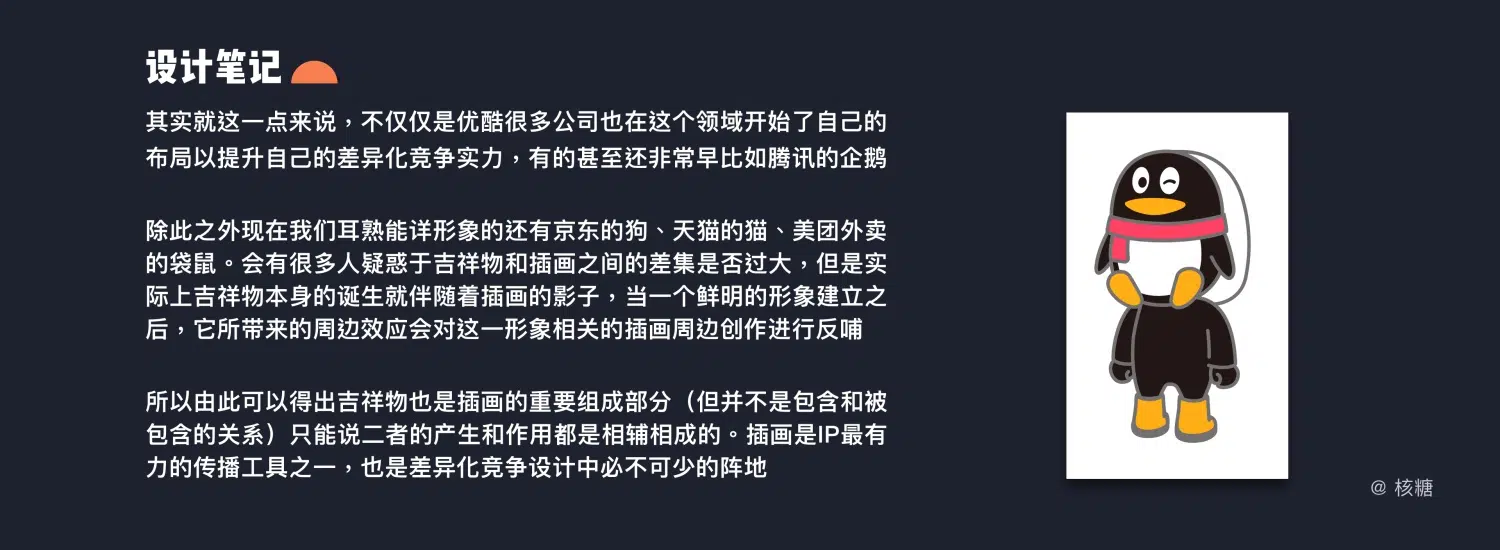 设计笔记
其实就这一点来说，不仅仅是优酷很多公司也在这个领域开始了自己的
布局以提升自己的差异化竞争实力，有的甚至还非常早比如腾讯的企鹅
除此之外现在我们耳熟能详形象的还有京东的狗、天猫的猫、美团外卖
的袋鼠。会有很多人疑惑于吉祥物和插画之间的差集是否过大，但是实
际上吉祥物本身的诞生就伴随着插画的影子，当一个鲜明的形象建立之
后，它所带来的周边效应会对这一形象相关的插画周边创作进行反哺
所以由此可以得出吉祥物也是插画的重要组成部分（但并不是包含和被
包含的关系）只能说二者的产生和作用都是相辅相成的。插画是IP最有
力的传播工具之一，也是差异化竞争设计中必不可少的阵地
@ 核糖